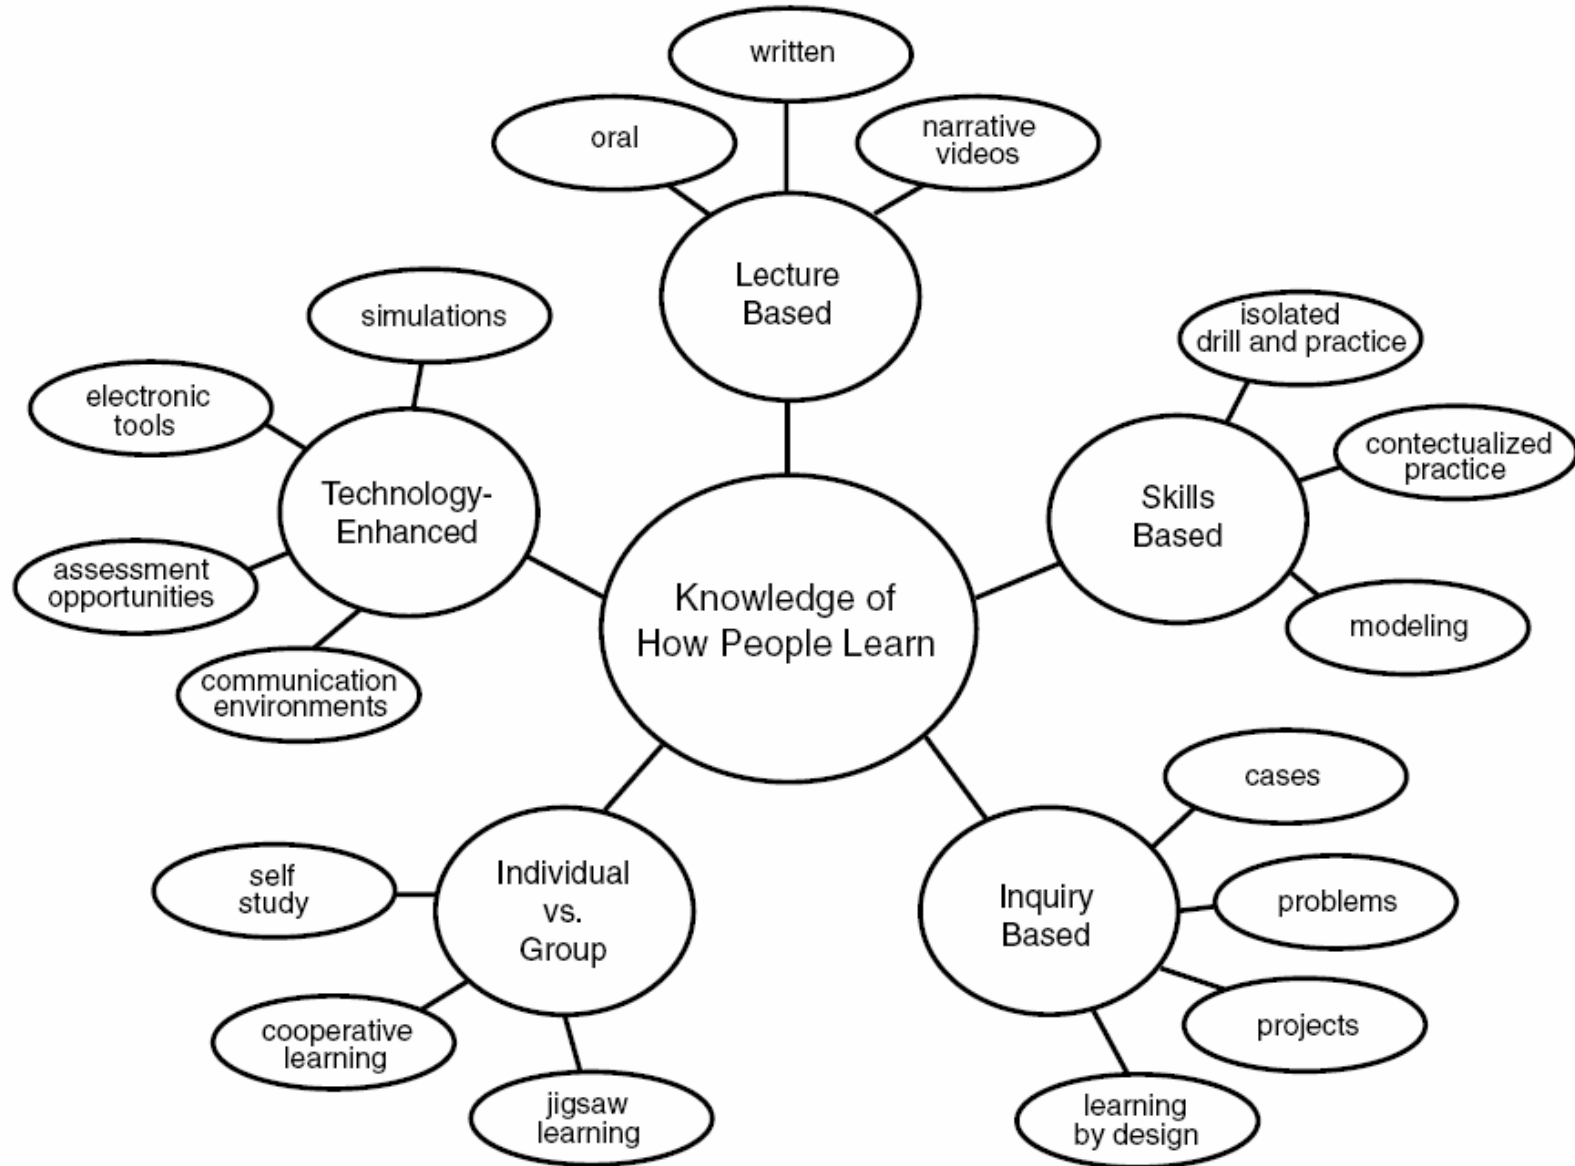 written
oral
narrative
videos
Lecture
Based
simulations
isolated
drill and practice
electronic
tools
contectualized
practice
Technology-
Enhanced
Skills
Based
assessment
opportunities
Knowledge of
How People Learn
modeling
communication
environments
cases
self
study
Individual
vs.
Group
Inquiry
Based
problems
cooperative
learning
projects
jigsaw
learning
learning
by design